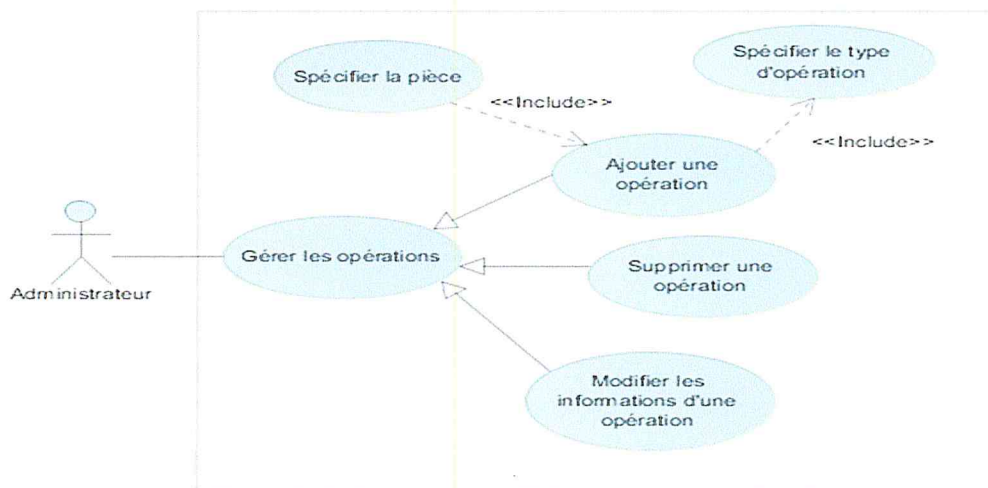 Spécifier la pièce
Spécifier le type
d'opération
<<Include>>
<<Include>>
Ajouter une
opération
Gérer les opérations
Supprimer une
opération
Administrateur
Modifier les
informations d'une
opération